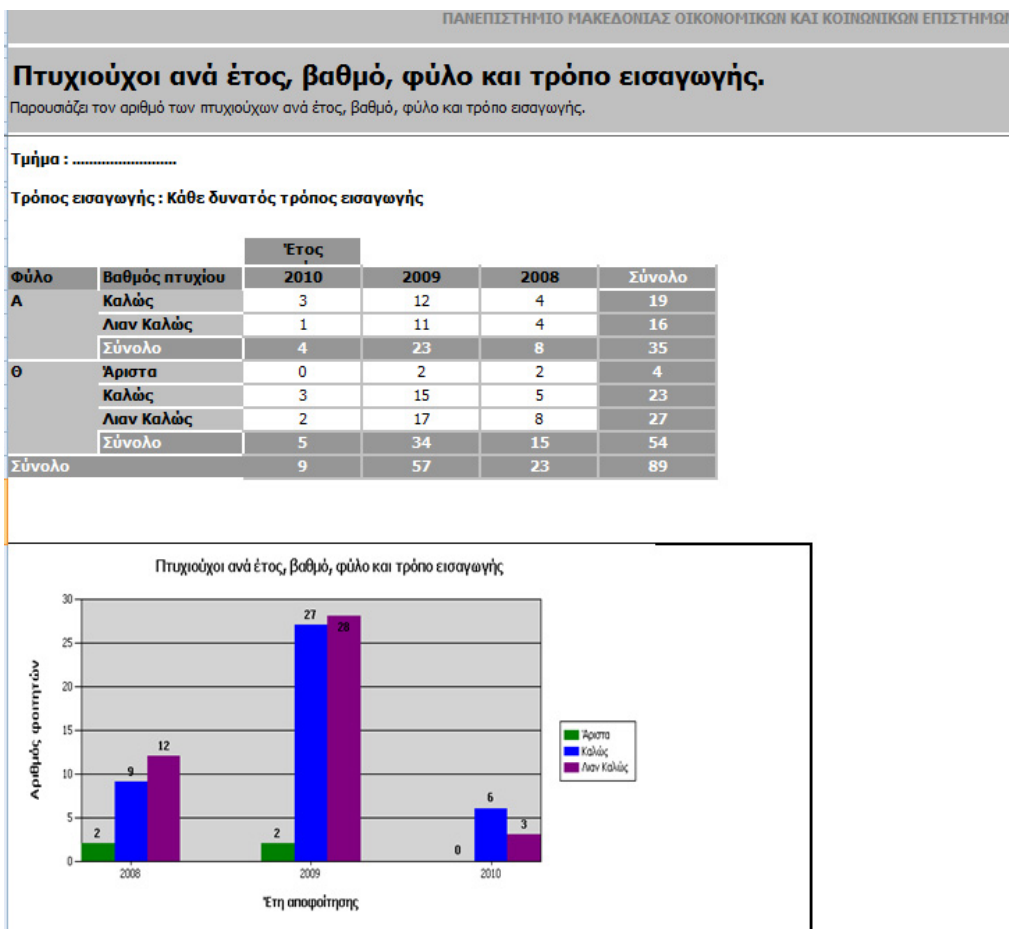 ΠΑΝΕΠΙΣΤΗΜΙΟ ΜΑΚΕΔΟΝΙΑΣ ΟΙΚΟΝΟΜΙΚΩΝ ΚΑΙ ΚΟΙΝΩΝΙΚΩΝ ΕΠΙΣΤΗΜΩΝ
Πτυχιούχοι ανά έτος, βαθμό, φύλο και τρόπο εισαγωγής.
Παρουσιάζει τον αριθμό των πτυχιούχων ανά έτος, βαθμό, φύλο και τρόπο εισαγωγής.
Τμήμα : .........................
Τρόπος εισαγωγής : Κάθε δυνατός τρόπος εισαγωγής
Έτος
Φύλο Βαθμός πτυχίου 2010 2009 2008 Σύνολο
Α Καλώς 3 12 4 19
Λιαν Καλώς 1 11 4 16
Σύνολο 4 23 8 35
Θ Άριστα 0 2 2 4
Καλώς 3 15 5 23
Λιαν Καλώς 2 17 8 27
Σύνολο 5 34 15 54
Σύνολο 9 57 23 89
Πτυχιούχοι ανά έτος, βαθμό, φύλο και τρόπο εισαγωγής
Αριθμός φοιτητών
30
25
20
15
10
5
0
2 9 12
2 27 28
0 6 3
2008 2009 2010
Έτη αποφοίτησης
Άριστα
Καλώς
Λιαν Καλώς